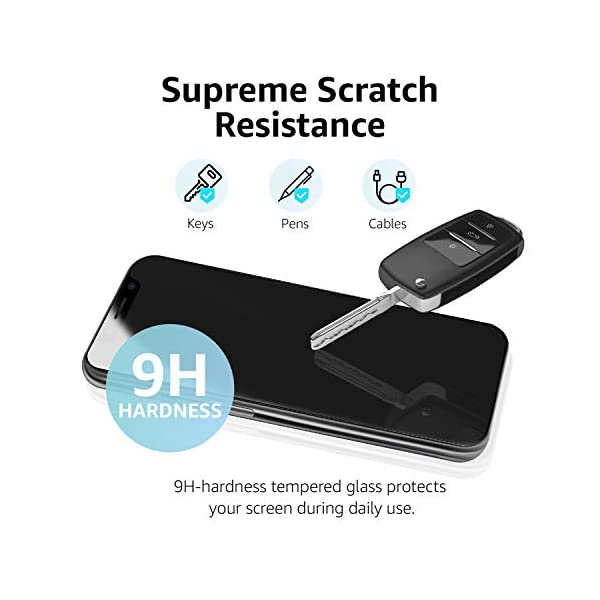 Supreme Scratch
Resistance
Keys
Pens
Cables
9H
HARDNESS
9H-hardness tempered glass protects
your screen during daily use.